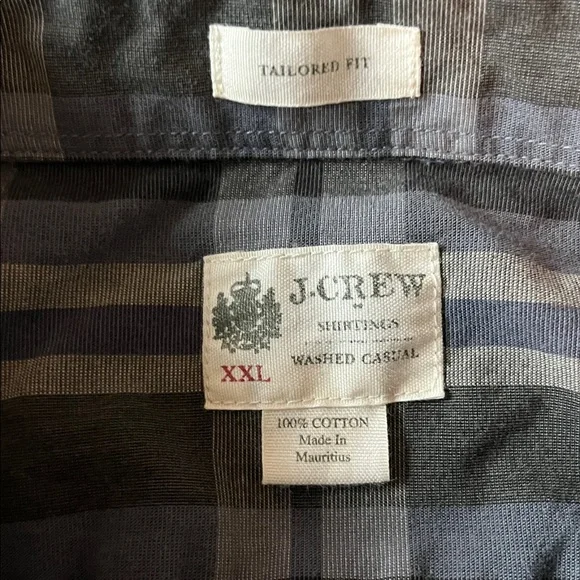 TAILORED FIT
J.CREW
SHIRTINGS
WASHED CASUAL
XXL
100% COTTON
Made In
Mauritius